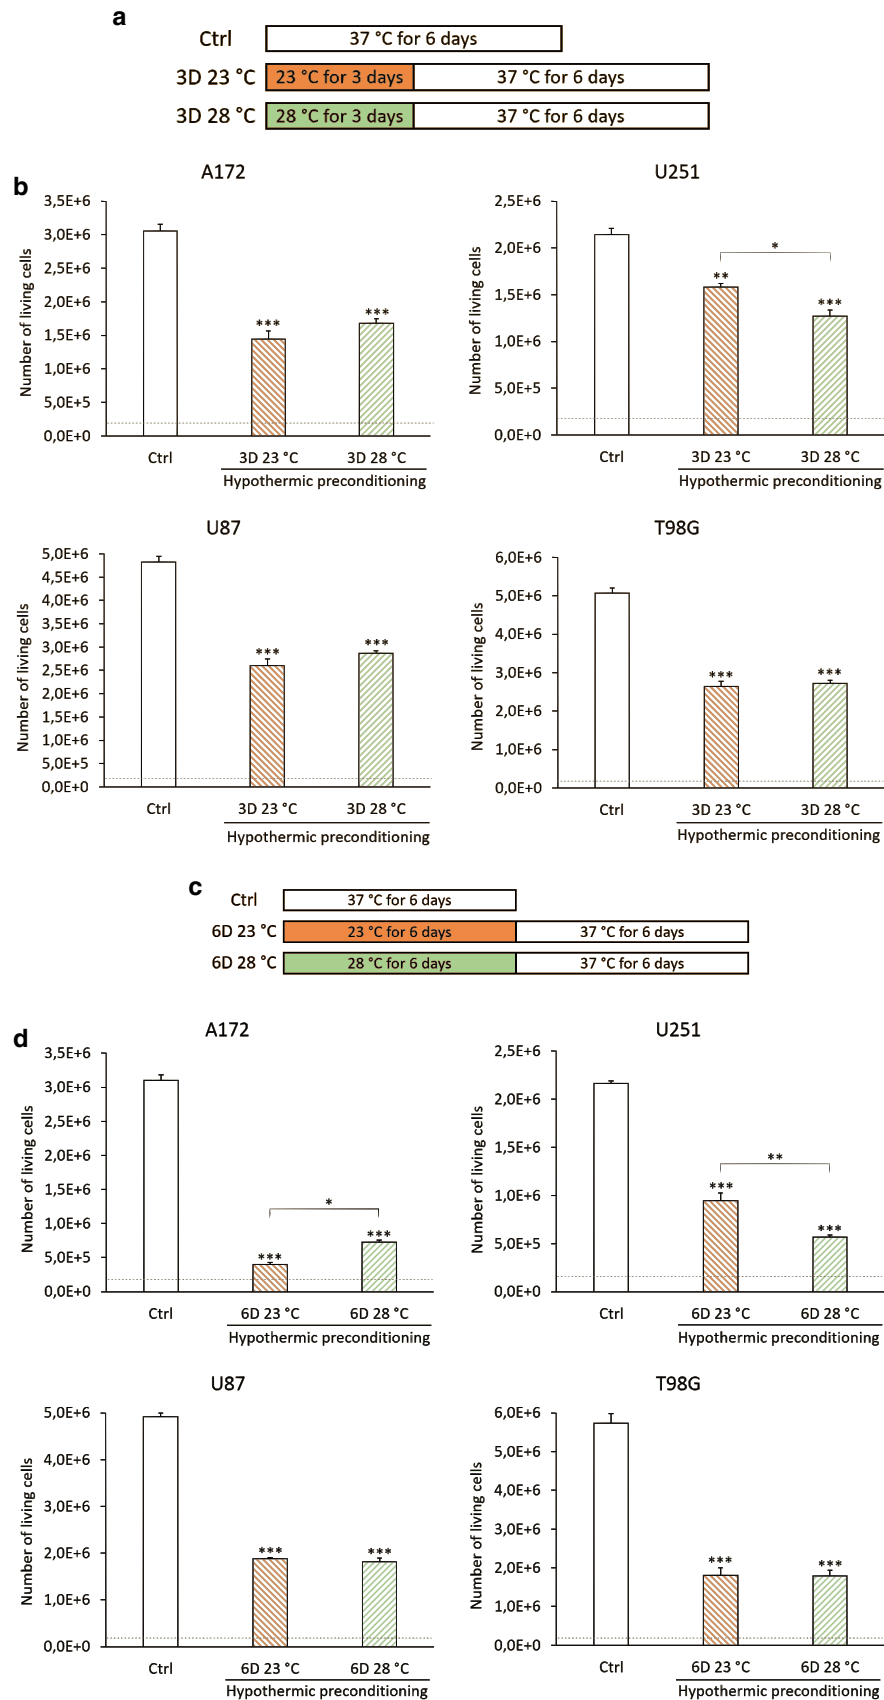 a
Ctrl 37 °C for 6 days
3D 23 °C 23 °C for 3 days 37 °C for 6 days
3D 28 °C 28 °C for 3 days 37 °C for 6 days
b
A172
Number of living cells
3,5E+6
3,0E+6
2,5E+6
2,0E+6
1,5E+6
1,0E+6
5,0E+5
0,0E+0
*** ***
Ctrl 3D 23 °C 3D 28 °C
Hypothermic preconditioning
U251
Number of living cells
2,5E+6
2,0E+6
1,5E+6
1,0E+6
5,0E+5
0,0E+0
*
** ***
Ctrl 3D 23 °C 3D 28 °C
Hypothermic preconditioning
U87
Number of living cells
5,0E+6
4,5E+6
4,0E+6
3,5E+6
3,0E+6
2,5E+6
2,0E+6
1,5E+6
1,0E+6
5,0E+5
0,0E+0
*** ***
Ctrl 3D 23 °C 3D 28 °C
Hypothermic preconditioning
T98G
Number of living cells
6,0E+6
5,0E+6
4,0E+6
3,0E+6
2,0E+6
1,0E+6
0,0E+0
*** ***
Ctrl 3D 23 °C 3D 28 °C
Hypothermic preconditioning
c
Ctrl 37 °C for 6 days
6D 23 °C 23 °C for 6 days 37 °C for 6 days
6D 28 °C 28 °C for 6 days 37 °C for 6 days
d
A172
Number of living cells
3,5E+6
3,0E+6
2,5E+6
2,0E+6
1,5E+6
1,0E+6
5,0E+5
0,0E+0
*
*** ***
Ctrl 6D 23 °C 6D 28 °C
Hypothermic preconditioning
U251
Number of living cells
2,5E+6
2,0E+6
1,5E+6
1,0E+6
5,0E+5
0,0E+0
**
*** ***
Ctrl 6D 23 °C 6D 28 °C
Hypothermic preconditioning
U87
Number of living cells
5,0E+6
4,0E+6
3,0E+6
2,0E+6
1,0E+6
0,0E+0
*** ***
Ctrl 6D 23 °C 6D 28 °C
Hypothermic preconditioning
T98G
Number of living cells
6,0E+6
5,0E+6
4,0E+6
3,0E+6
2,0E+6
1,0E+6
0,0E+0
*** ***
Ctrl 6D 23 °C 6D 28 °C
Hypothermic preconditioning